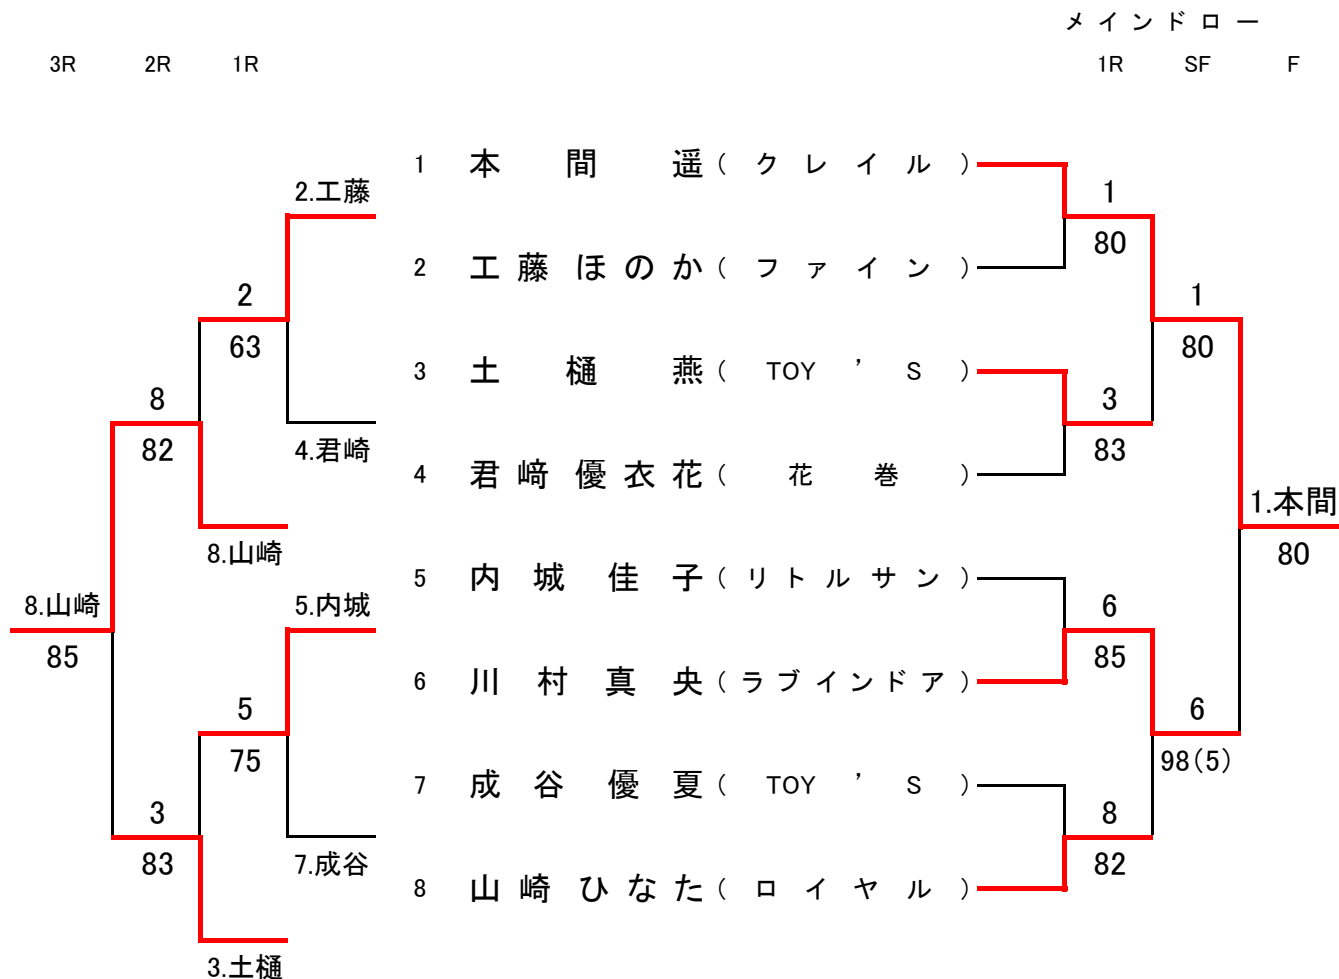 メインドロー
3R 2R 1R 1R SF F
1 本間遥(クレイル)
2.工藤 1
80
2 工藤ほのか(ファイン)
2 1
63 80
3 土樋燕(TOY'S)
8 3
82 4.君崎 83
4 君﨑優衣花(花巻)
1.本間
8.山崎 80
5 内城佳子(リトルサン)
8.山崎 5.内城 6
85 85
6 川村真央(ラブインドア)
5 6
75 98(5)
7 成谷優夏(TOY'S)
3 8
83 7.成谷 82
8 山崎ひなた(ロイヤル)
3.土樋